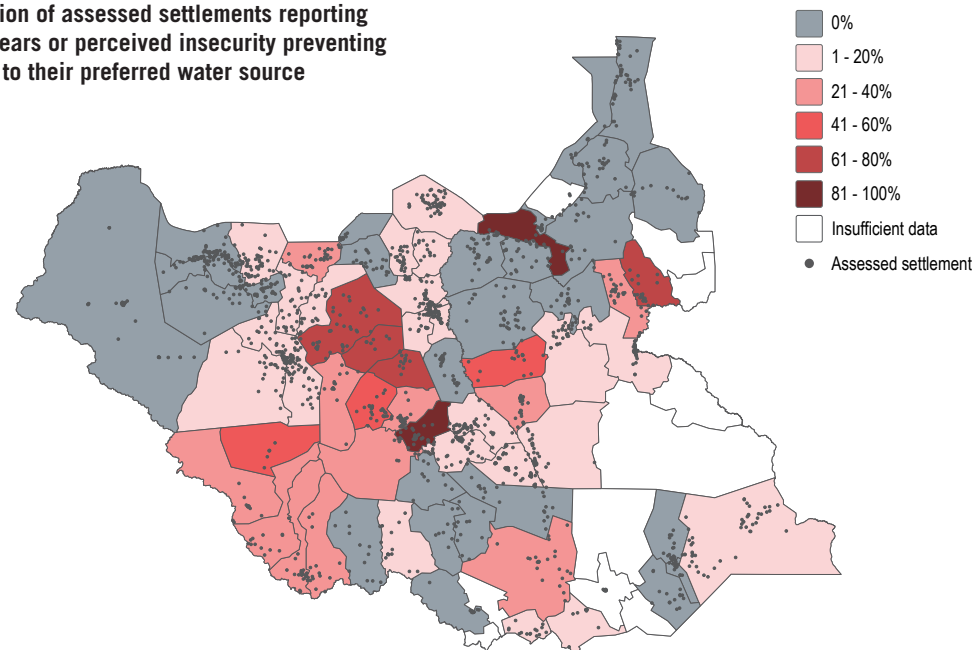 ion of assessed settlements reporting
ears or perceived insecurity preventing
to their preferred water source
0%
1 - 20%
21 - 40%
41 - 60%
61 - 80%
81 - 100%
Insufficient data
Assessed settlement